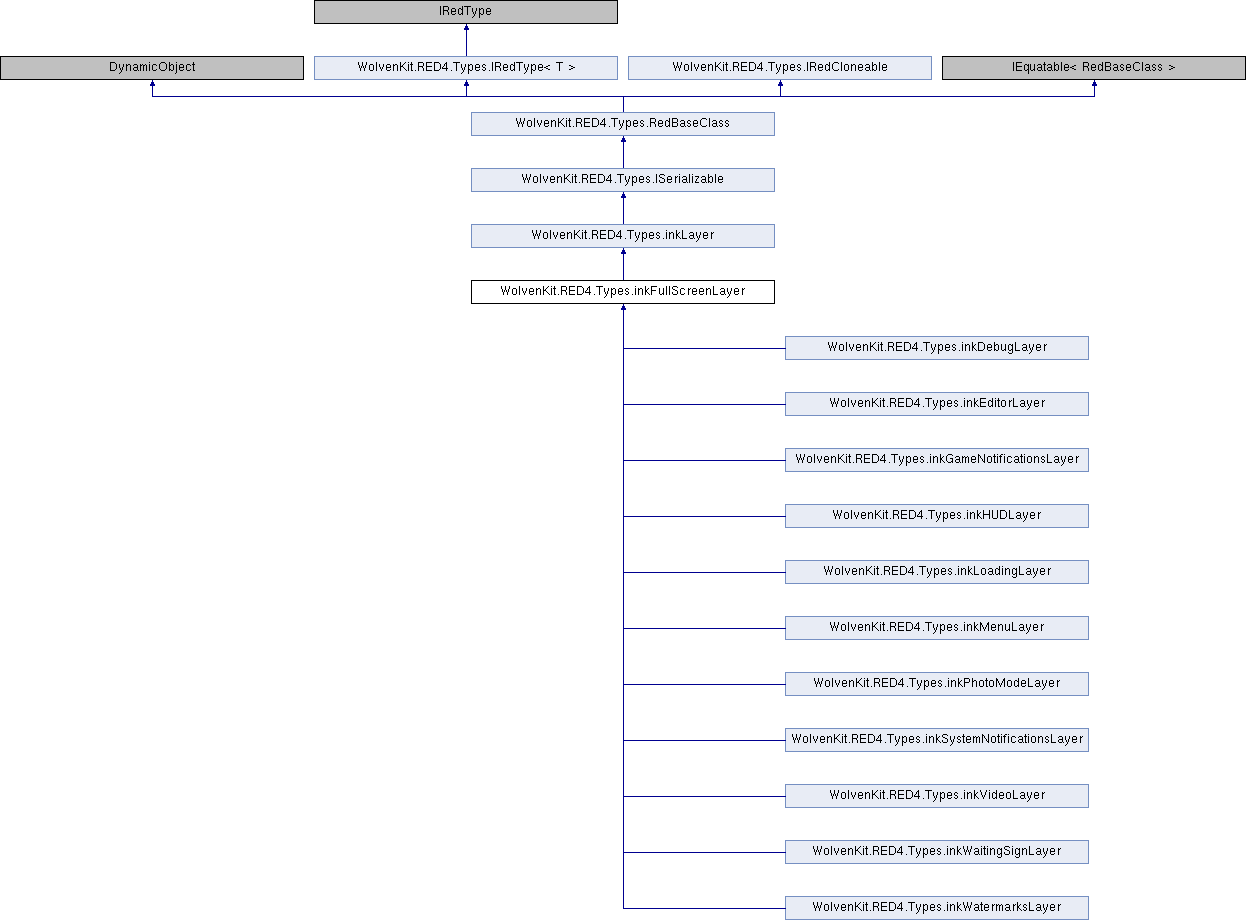 IRedType
DynamicObject
WolvenKit.RED4.Types.IRedType< T >
WolvenKit.RED4.Types.IRedCloneable
IEquatable< RedBaseClass >
WolvenKit.RED4.Types.RedBaseClass
WolvenKit.RED4.Types.ISerializable
WolvenKit.RED4.Types.inkLayer
WolvenKit.RED4.Types.inkFullScreenLayer
WolvenKit.RED4.Types.inkDebugLayer
WolvenKit.RED4.Types.inkEditorLayer
WolvenKit.RED4.Types.inkGameNotificationsLayer
WolvenKit.RED4.Types.inkHUDLayer
WolvenKit.RED4.Types.inkLoadingLayer
WolvenKit.RED4.Types.inkMenuLayer
WolvenKit.RED4.Types.inkPhotoModeLayer
WolvenKit.RED4.Types.inkSystemNotificationsLayer
WolvenKit.RED4.Types.inkVideoLayer
WolvenKit.RED4.Types.inkWaitingSignLayer
WolvenKit.RED4.Types.inkWatermarksLayer